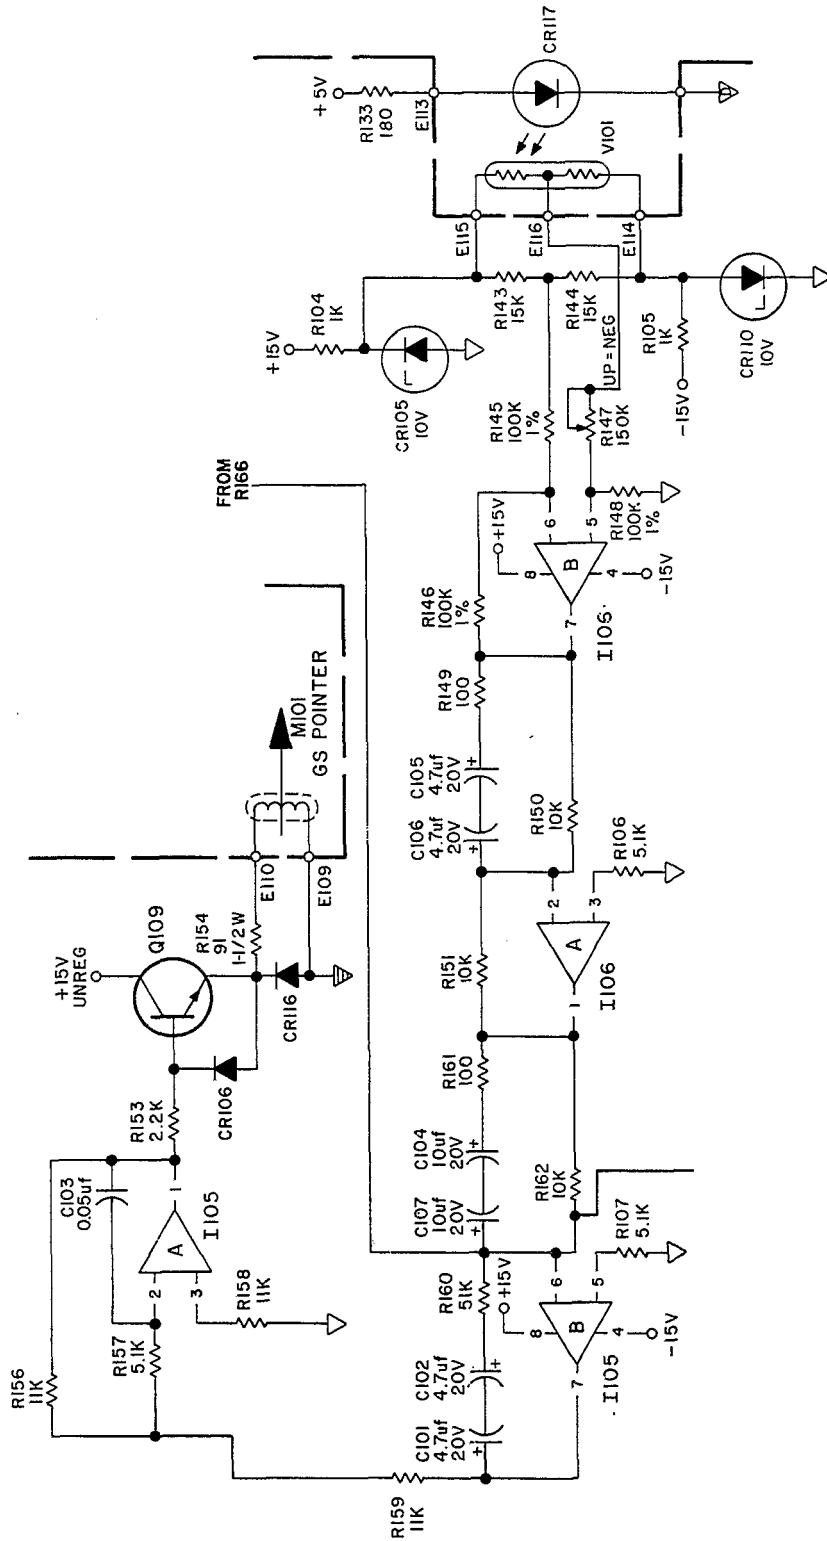 +5V
R133
180
E113
CR117
V101
E115
E116
E114
+15V
R104
1K
CR105
10V
R143
15K
R144
15K
R105
1K
-15V
CR110
10V
UP=NEG
R145
100K
1%
R147
150K
FROM
R166
R146
100K
1%
+15V
8
6
5
B
4
7
-15V
R148
100K
1%
I106
R149
100
C105
4.7uf
20V
+
C106
4.7uf
20V
+
R150
10K
R106
5.1K
2
3
A
1
I106
R151
10K
M101
GS POINTER
E110
E109
R154
91
1-1/2W
Q109
+15V
UNREG
CR116
CR106
R153
2.2K
R161
100
C104
10uf
20V
+
C107
10uf
20V
+
R162
10K
R107
5.1K
C103
0.05uf
1
A
2
3
I105
R158
11K
R157
5.1K
R156
11K
R160
51K
+15V
8
6
5
B
4
7
-15V
I105
C102
4.7uf
20V
+
C101
4.7uf
20V
+
R159
11K